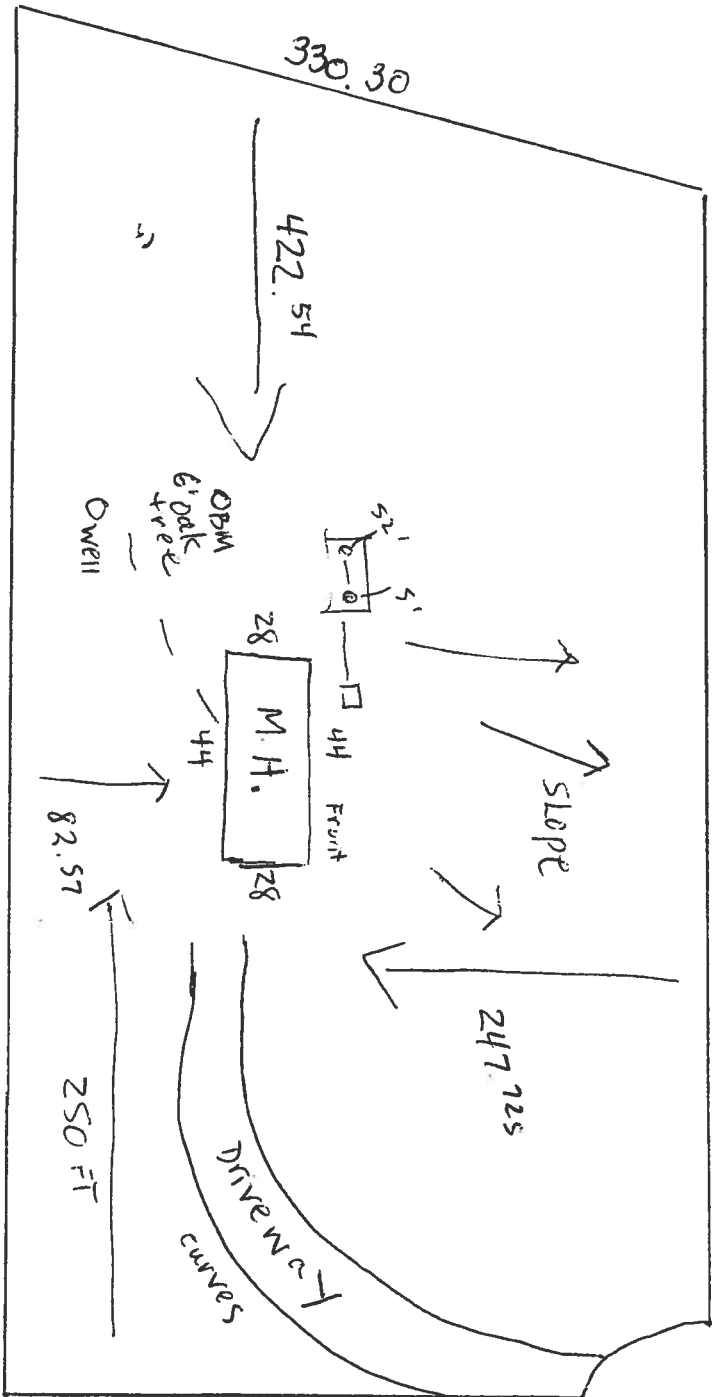 330.30
422.54
OBM
6" oak
tree
O well
52'
5'
28
44
M.H.
44
Front
28
Slope
82.57
250 FT
247.725
Driveway
curves